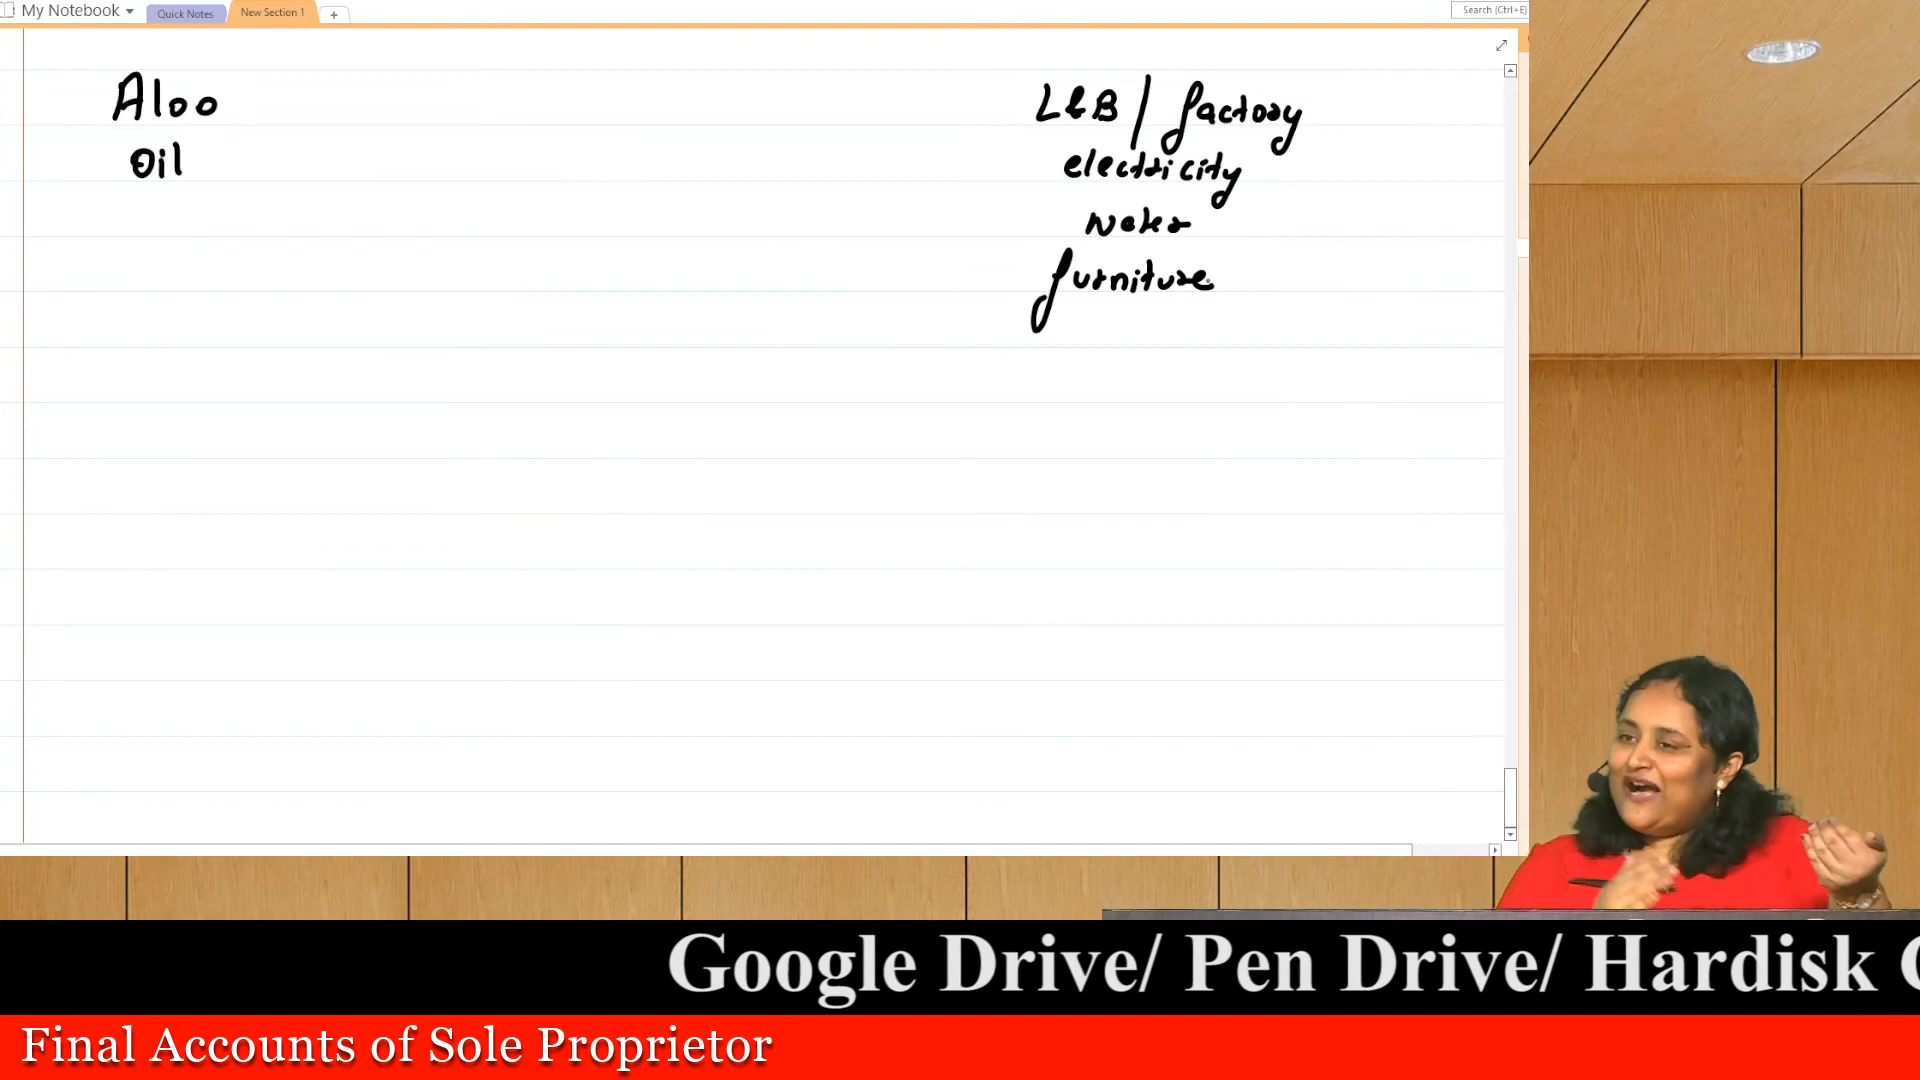 My Notebook
Quick Notes
New Section 1
Search (Ctrl+E)
Aloo
Oil
L&B / factory
electricity
water
furniture
Google Drive/ Pen Drive/ Hardisk
Final Accounts of Sole Proprietor